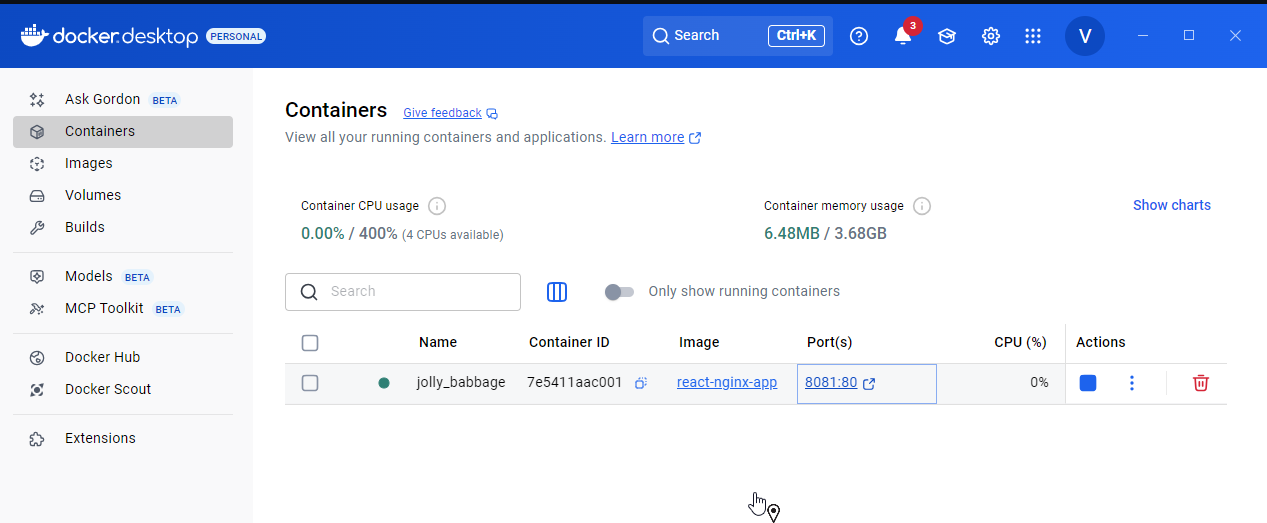 docker.desktop PERSONAL Search Ctrl+K 3 V
Ask Gordon BETA
Containers
Images
Volumes
Builds
Models BETA
MCP Toolkit BETA
Docker Hub
Docker Scout
Extensions
Containers Give feedback
View all your running containers and applications. Learn more
Container CPU usage
0.00% / 400% (4 CPUs available)
Container memory usage
6.48MB / 3.68GB
Show charts
Search
Only show running containers
Name Container ID Image Port(s) CPU (%) Actions
jolly_babbage 7e5411aac001 react-nginx-app 8081:80 0%